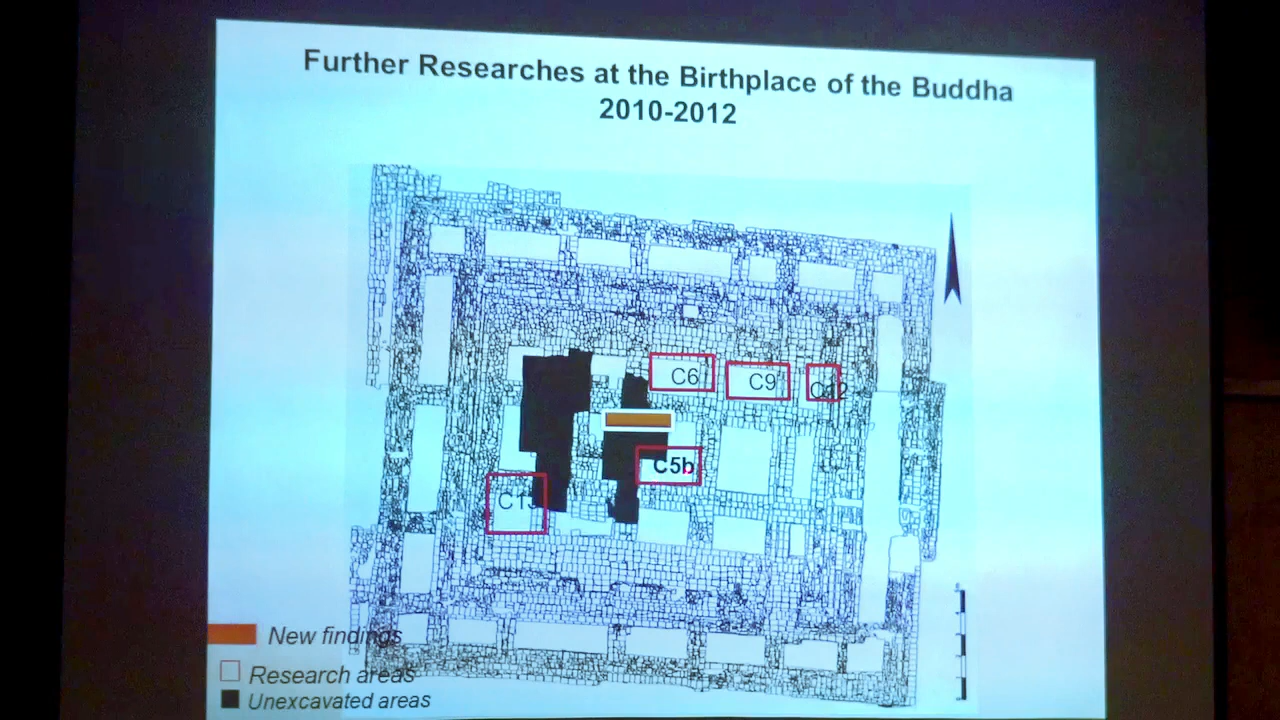 Further Researches at the Birthplace of the Buddha
2010-2012
C6
C9
C12
C5b
New findings
Research areas
Unexcavated areas